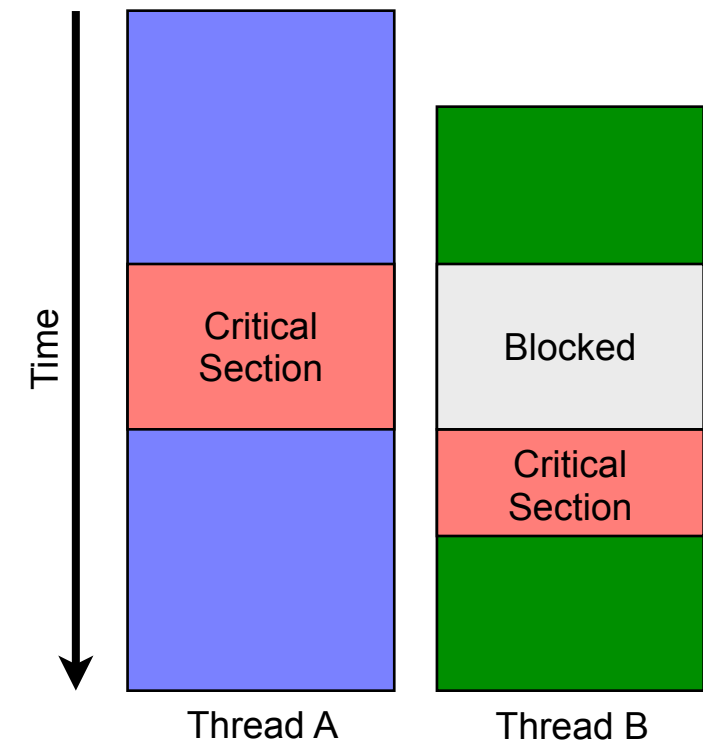 Time
Critical
Section
Blocked
Critical
Section
Thread A
Thread B